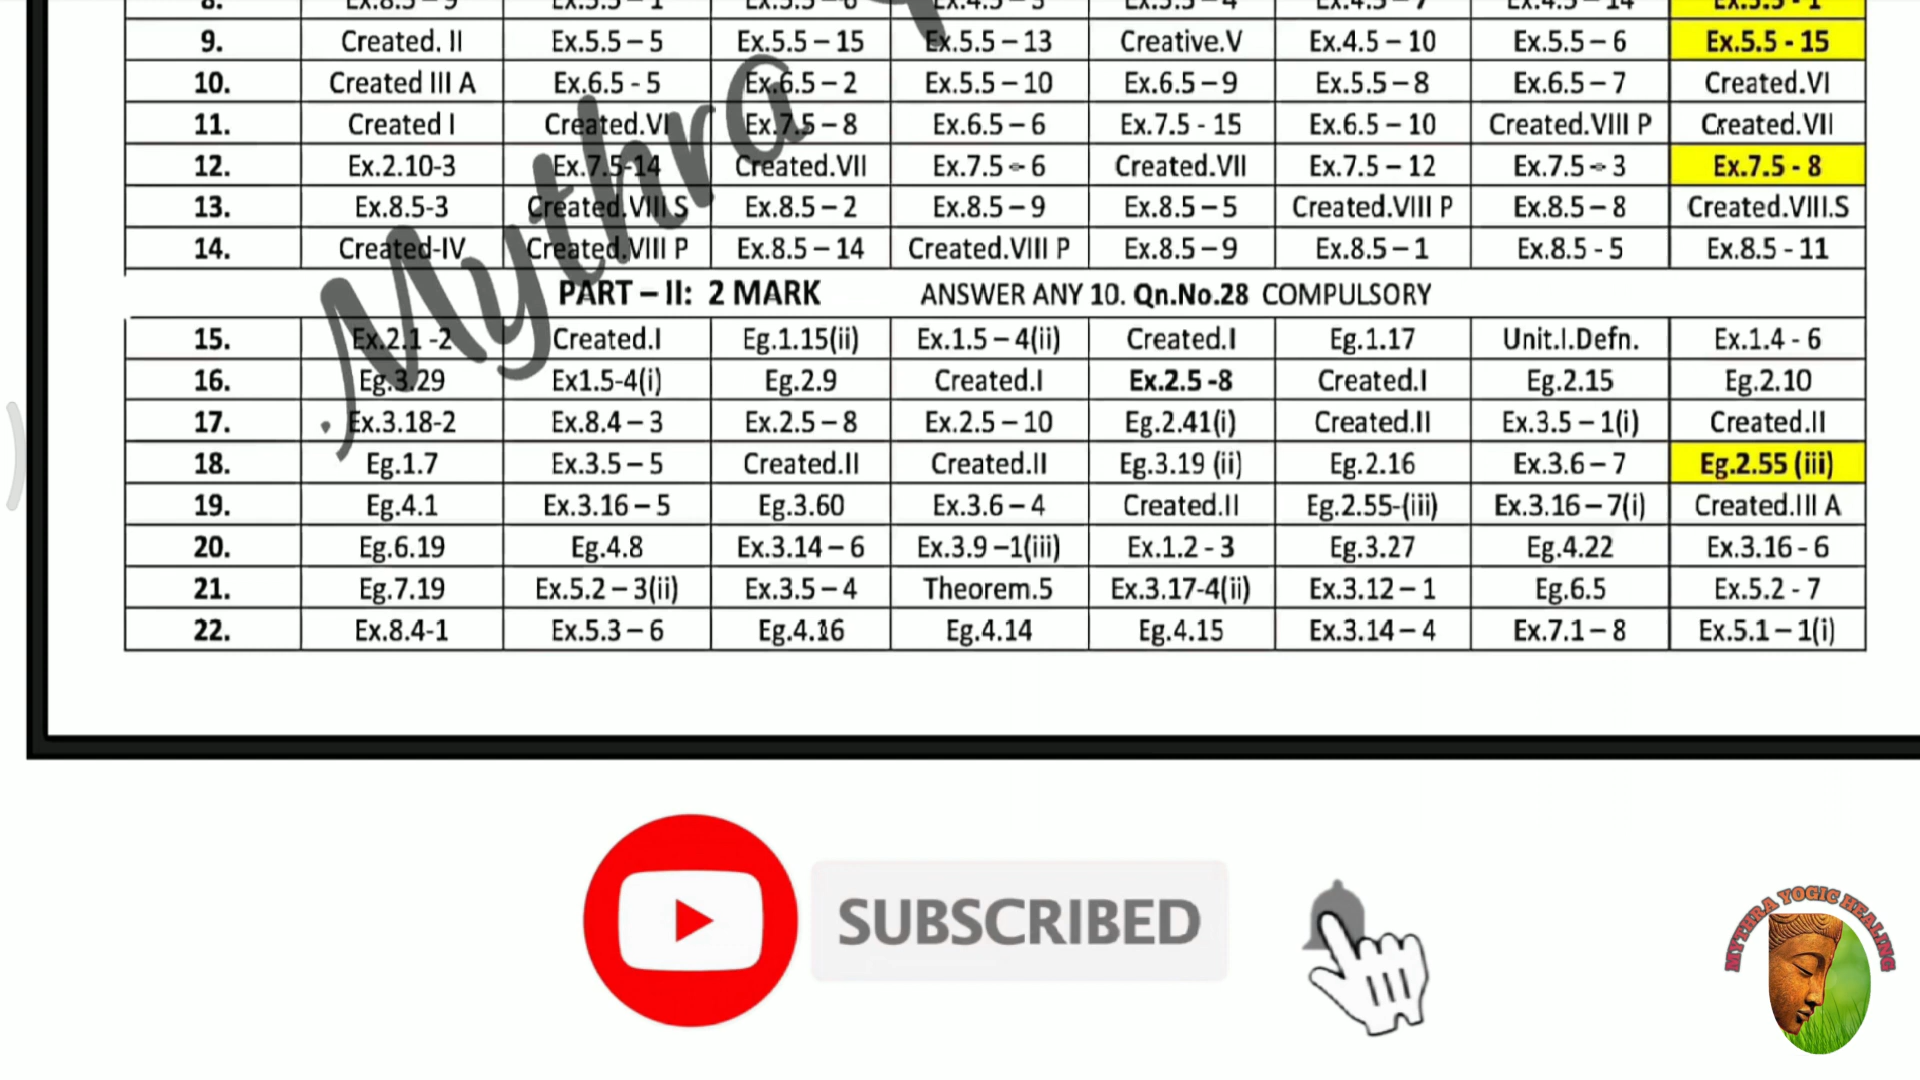 8. Ex.8.5 – 9 Ex.5.5 – 1 Ex.5.5 – 6 Ex.4.5 – 5 Ex.5.5 – 4 Ex.4.5 – 7 Ex.4.5 – 14 Ex.5.5 - 1
9. Created. II Ex.5.5 – 5 Ex.5.5 – 15 Ex.5.5 – 13 Creative.V Ex.4.5 – 10 Ex.5.5 – 6 Ex.5.5 - 15
10. Created III A Ex.6.5 - 5 Ex.6.5 – 2 Ex.5.5 – 10 Ex.6.5 – 9 Ex.5.5 – 8 Ex.6.5 – 7 Created.VI
11. Created I Created.VI Ex.7.5 – 8 Ex.6.5 – 6 Ex.7.5 - 15 Ex.6.5 – 10 Created.VIII P Created.VII
12. Ex.2.10-3 Ex.7.5-14 Created.VII Ex.7.5 – 6 Created.VII Ex.7.5 – 12 Ex.7.5 – 3 Ex.7.5 - 8
13. Ex.8.5-3 Created.VIII.S Ex.8.5 – 2 Ex.8.5 – 9 Ex.8.5 – 5 Created.VIII P Ex.8.5 – 8 Created.VIII.S
14. Created-IV Created.VIII P Ex.8.5 – 14 Created.VIII P Ex.8.5 – 9 Ex.8.5 – 1 Ex.8.5 - 5 Ex.8.5 - 11
PART – II: 2 MARK ANSWER ANY 10. Qn.No.28 COMPULSORY
15. Ex.2.1 -2 Created.I Eg.1.15(ii) Ex.1.5 – 4(ii) Created.I Eg.1.17 Unit.I.Defn. Ex.1.4 - 6
16. Eg.3.29 Ex1.5-4(i) Eg.2.9 Created.I Ex.2.5 -8 Created.I Eg.2.15 Eg.2.10
17. Ex.3.18-2 Ex.8.4 – 3 Ex.2.5 – 8 Ex.2.5 – 10 Eg.2.41(i) Created.II Ex.3.5 – 1(i) Created.II
18. Eg.1.7 Ex.3.5 – 5 Created.II Created.II Eg.3.19 (ii) Eg.2.16 Ex.3.6 – 7 Eg.2.55 (iii)
19. Eg.4.1 Ex.3.16 – 5 Eg.3.60 Ex.3.6 – 4 Created.II Eg.2.55-(iii) Ex.3.16 – 7(i) Created.III A
20. Eg.6.19 Eg.4.8 Ex.3.14 – 6 Ex.3.9 –1(iii) Ex.1.2 - 3 Eg.3.27 Eg.4.22 Ex.3.16 - 6
21. Eg.7.19 Ex.5.2 – 3(ii) Ex.3.5 – 4 Theorem.5 Ex.3.17-4(ii) Ex.3.12 – 1 Eg.6.5 Ex.5.2 - 7
22. Ex.8.4-1 Ex.5.3 – 6 Eg.4.16 Eg.4.14 Eg.4.15 Ex.3.14 – 4 Ex.7.1 – 8 Ex.5.1 – 1(i)
Mythra
SUBSCRIBED
MYTHRA YOGIC HEALING